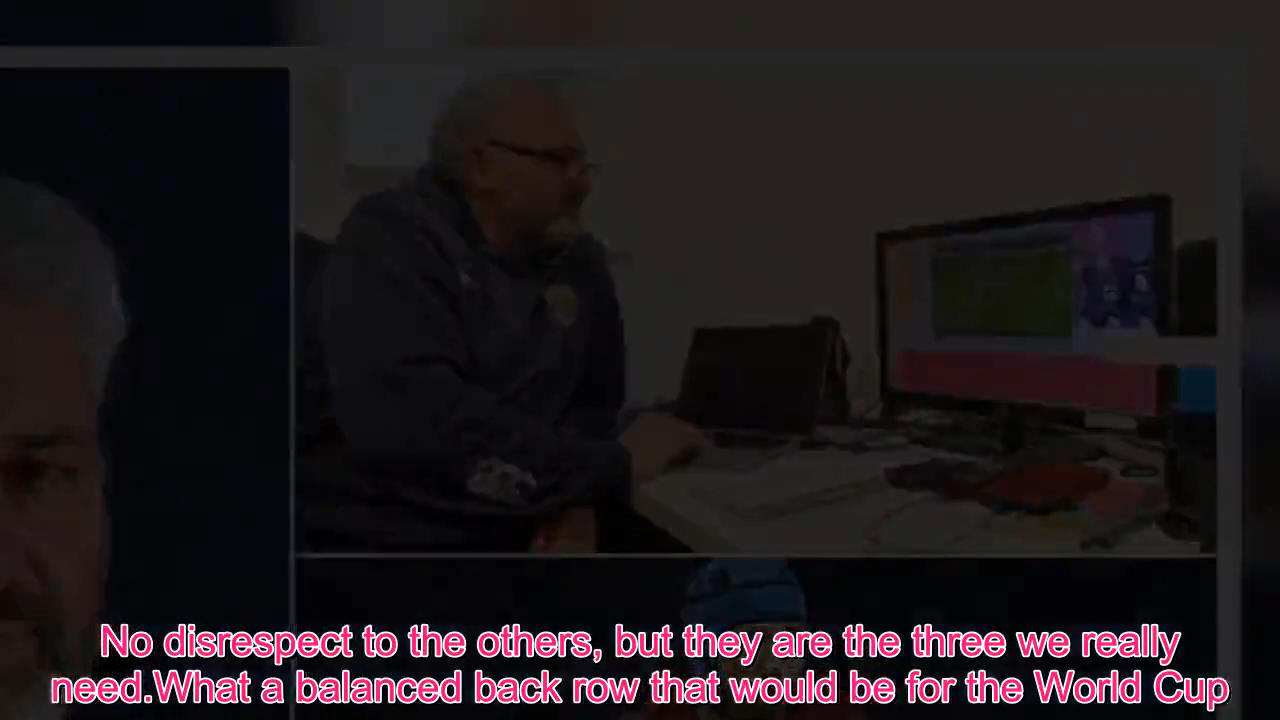 No disrespect to the others, but they are the three we really
need.What a balanced back row that would be for the World Cup